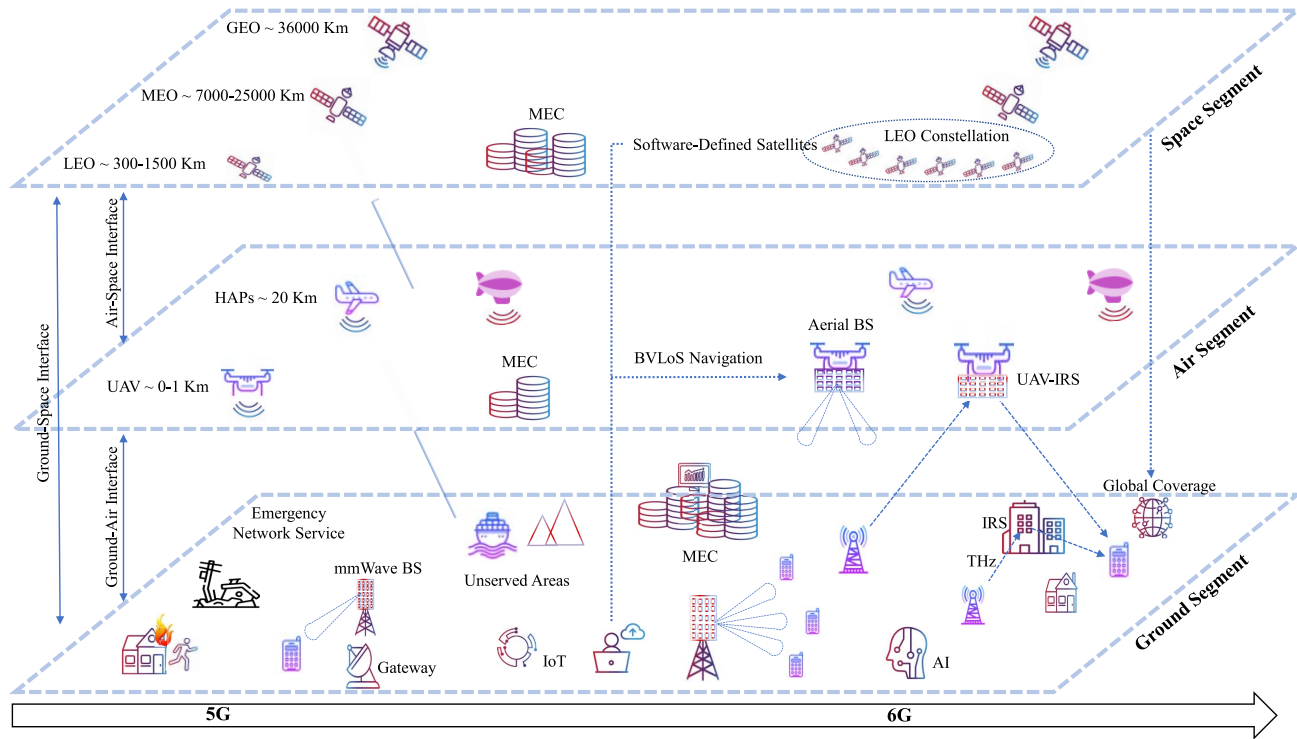 GEO ~ 36000 Km
MEO ~ 7000-25000 Km
LEO ~ 300-1500 Km
MEC
Software-Defined Satellites
LEO Constellation
Space Segment
Ground-Space Interface
Air-Space Interface
HAPs ~ 20 Km
UAV ~ 0-1 Km
MEC
BVLoS Navigation
Aerial BS
UAV-IRS
Air Segment
Ground-Air Interface
Emergency
Network Service
mmWave BS
Gateway
Unserved Areas
IoT
MEC
AI
IRS
THz
Global Coverage
Ground Segment
5G
6G